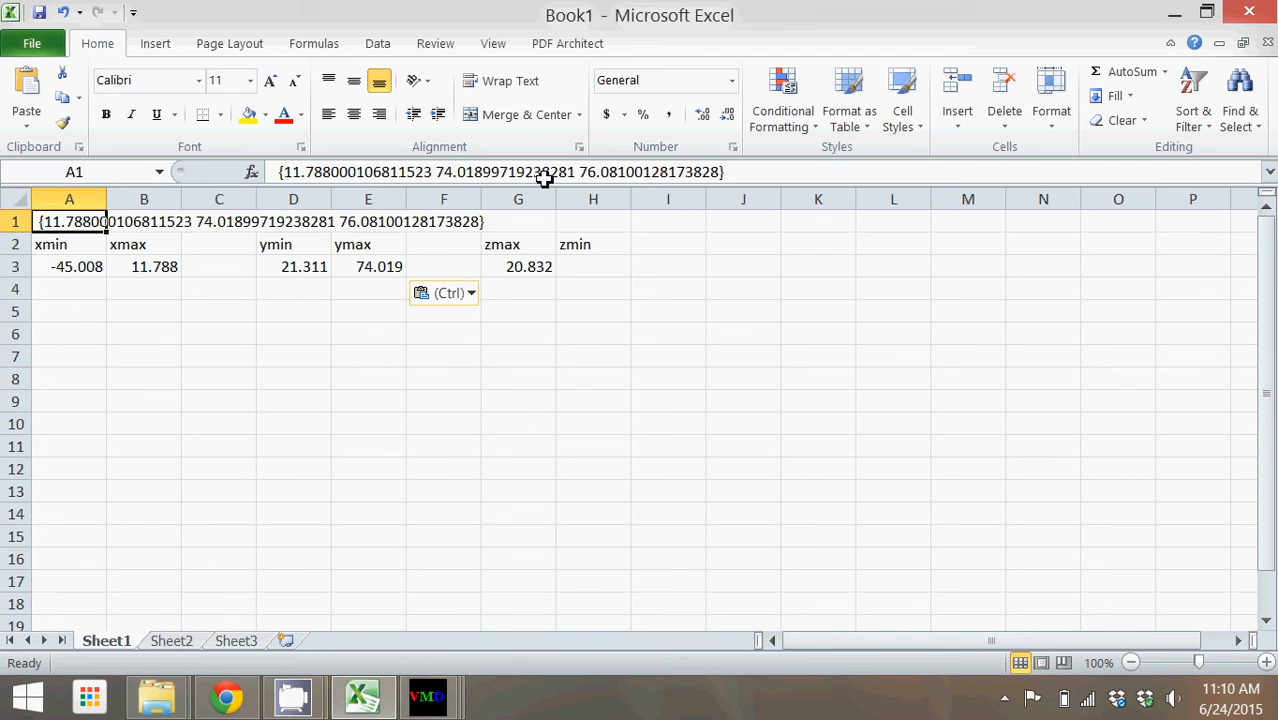 Book1 - Microsoft Excel
File Home Insert Page Layout Formulas Data Review View PDF Architect
Paste
Calibri 11
B I U A
Wrap Text
Merge & Center
General
$ % ,
Conditional Formatting
Format as Table
Cell Styles
Insert
Delete
Format
AutoSum
Fill
Clear
Sort & Filter
Find & Select
Clipboard Font Alignment Number Styles Cells Editing
A1 fx {11.788000106811523 74.01899719238281 76.08100128173828}
A B C D E F G H I J K L M N O P
1 {11.788000106811523 74.01899719238281 76.08100128173828}
2 xmin xmax ymin ymax zmax zmin
3 -45.008 11.788 21.311 74.019 20.832
4 (Ctrl)
5
6
7
8
9
10
11
12
13
14
15
16
17
18
19
Sheet1 Sheet2 Sheet3
Ready 100%
VMD
11:10 AM
6/24/2015